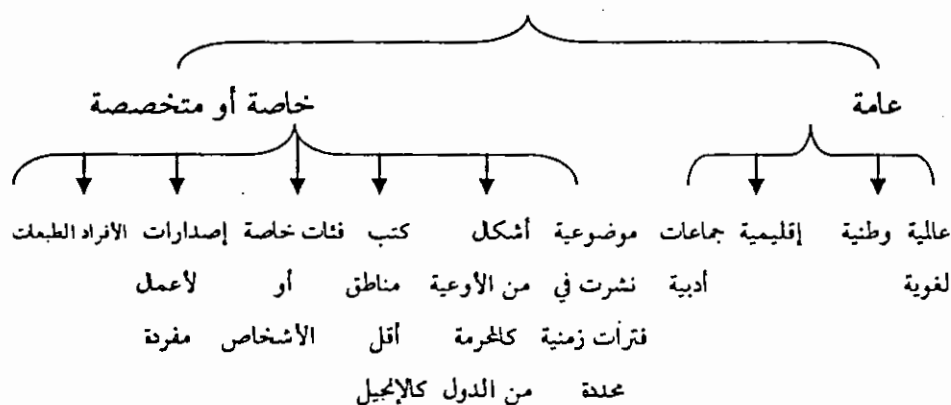 عامة خاصة أو متخصصة
عالمية وطنية إقليمية جماعات موضوعية أشكال كتب فئات خاصة إصدارات الأفراد الطبعات
لغوية أدبية نشرت في من الأوعية مناطق أو لأعمال
فترات زمنية كالمحرمة أقل الأشخاص مفردة
محددة من الدول كالإنجيل